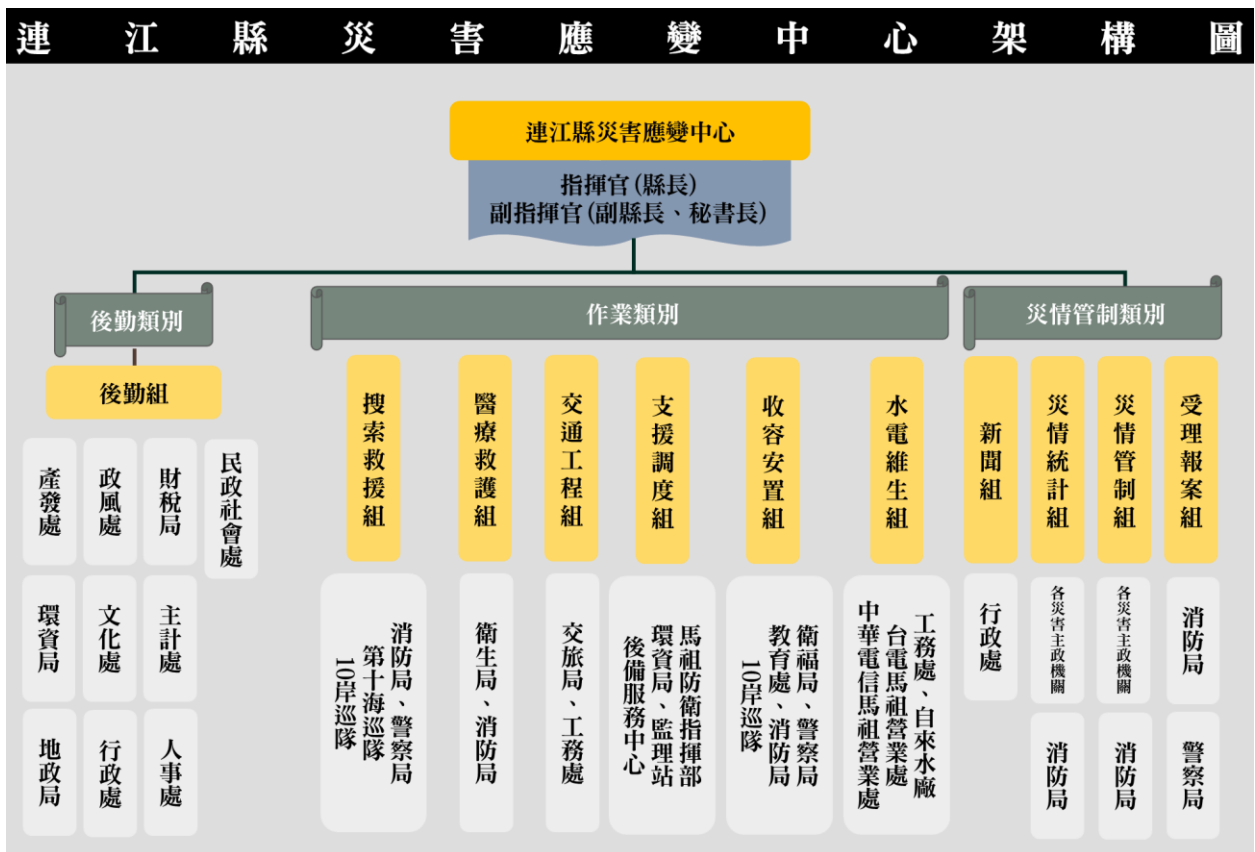 連江縣災害應變中心架構圖
連江縣災害應變中心
指揮官(縣長)
副指揮官(副縣長、秘書長)
後勤類別
作業類別
災情管制類別
後勤組
產發處
政風處
財稅局
民政社會處
環資局
文化處
主計處
地政局
行政處
人事處
搜索救援組
消防局、警察局
第十海巡隊
10岸巡隊
醫療救護組
衛生局、消防局
交通工程組
交旅局、工務處
支援調度組
馬祖防衛指揮部
環資局、監理站
後備服務中心
收容安置組
衛福局、警察局
教育處、消防局
10岸巡隊
水電維生組
工務處、自來水廠
台電馬祖營業處
中華電信馬祖營業處
新聞組
行政處
災情統計組
各災害主政機關
消防局
災情管制組
各災害主政機關
消防局
受理報案組
消防局
警察局